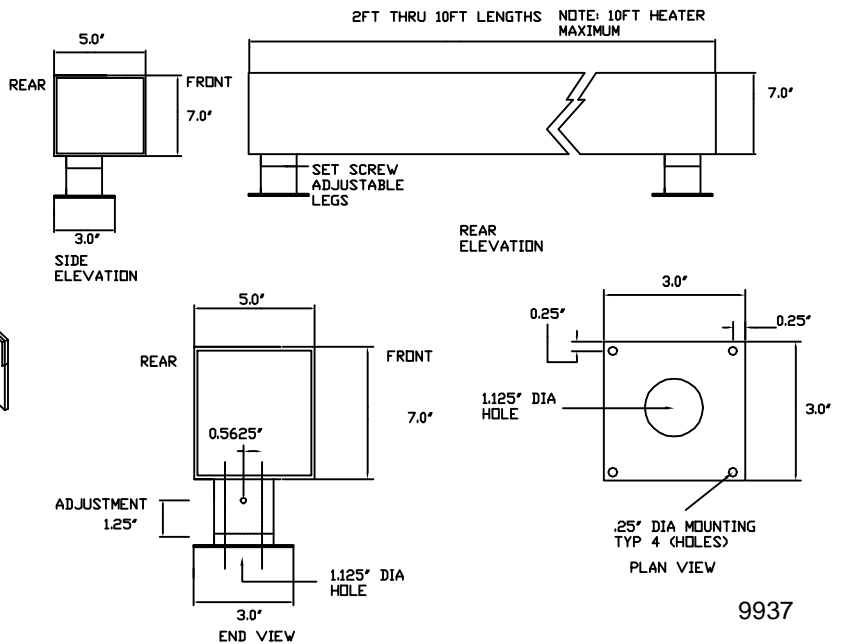 2FT THRU 10FT LENGTHS NOTE: 10FT HEATER
MAXIMUM
5.0"
REAR
FRONT
7.0"
7.0"
SET SCREW
ADJUSTABLE
LEGS
3.0"
SIDE
ELEVATION
REAR
ELEVATION
5.0"
REAR
FRONT
7.0"
0.5625"
ADJUSTMENT
1.25"
1.125" DIA
HOLE
3.0"
END VIEW
3.0"
0.25"
0.25"
1.125" DIA
HOLE
3.0"
.25" DIA MOUNTING
TYP 4 (HOLES)
PLAN VIEW
9937